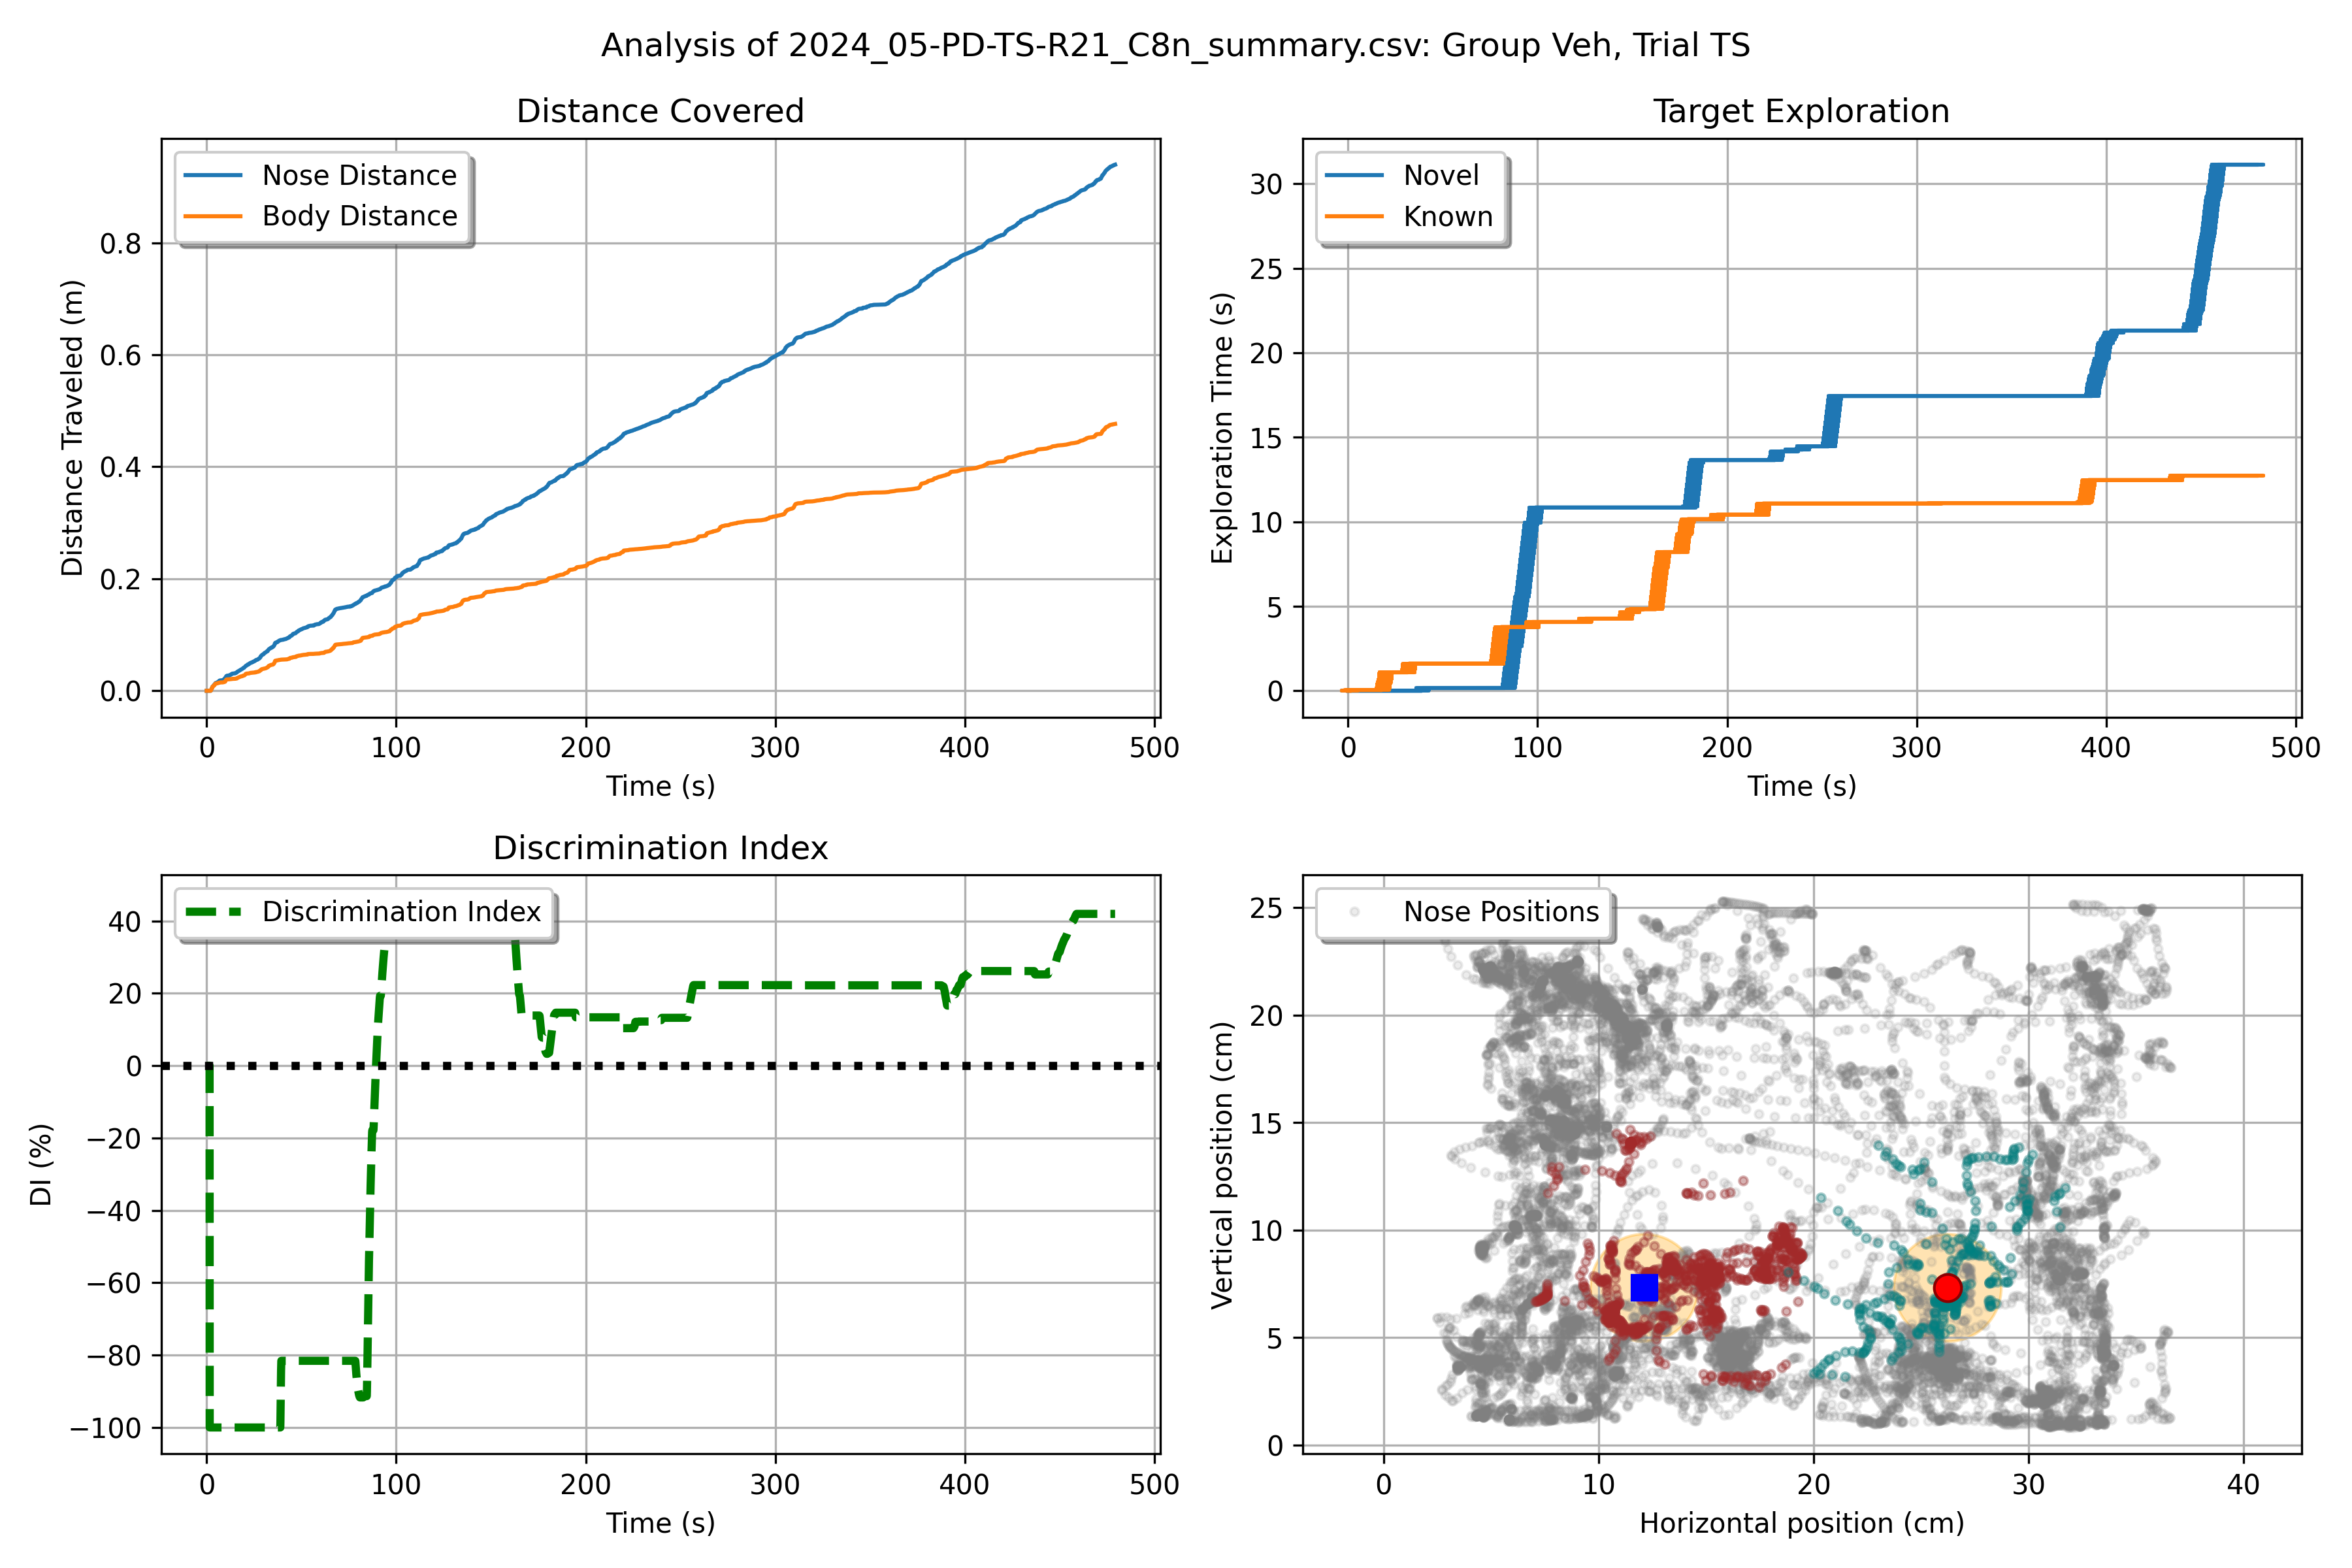 Analysis of 2024_05-PD-TS-R21_C8n_summary.csv: Group Veh, Trial TS
Distance Covered
Nose Distance
Body Distance
Distance Traveled (m)
0.8
0.6
0.4
0.2
0.0
0 100 200 300 400 500
Time (s)
Target Exploration
Novel
Known
Exploration Time (s)
30
25
20
15
10
5
0
0 100 200 300 400 500
Time (s)
Discrimination Index
Discrimination Index
DI (%)
40
20
0
−20
−40
−60
−80
−100
0 100 200 300 400 500
Time (s)
Nose Positions
Vertical position (cm)
25
20
15
10
5
0
0 10 20 30 40
Horizontal position (cm)